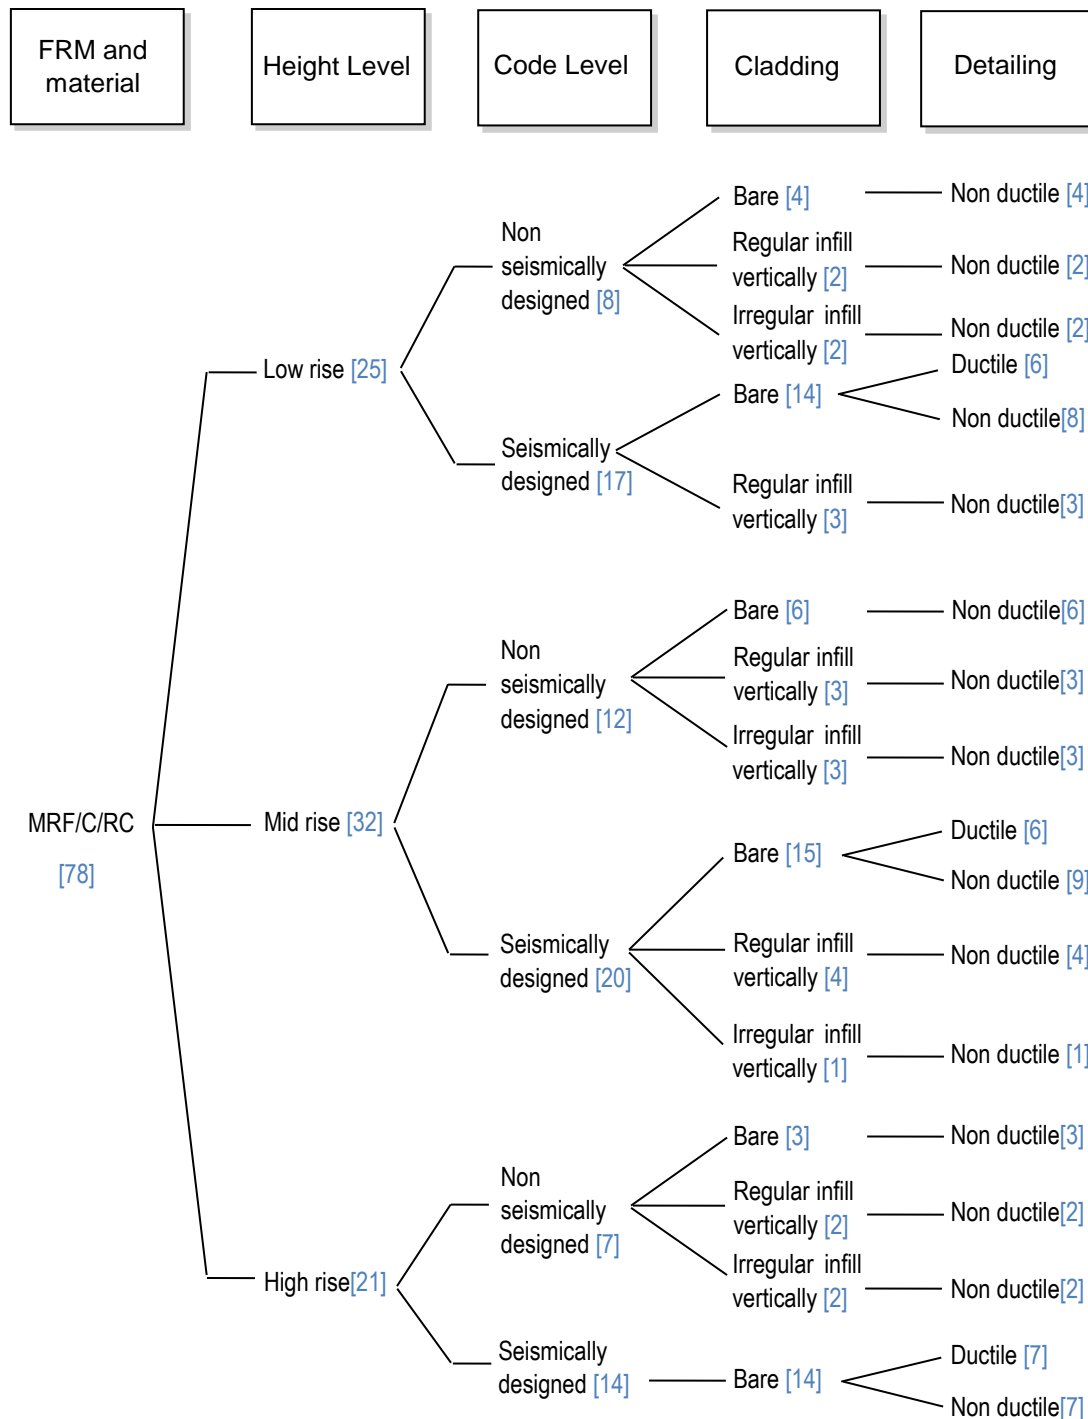 FRM and
material
Height Level
Code Level
Cladding
Detailing
Bare [4]
Non ductile [4]
Non
seismically
designed [8]
Regular infill
vertically [2]
Non ductile [2]
Irregular infill
vertically [2]
Non ductile [2]
Low rise [25]
Ductile [6]
Bare [14]
Non ductile[8]
Seismically
designed [17]
Regular infill
vertically [3]
Non ductile[3]
Bare [6]
Non ductile[6]
Non
seismically
designed [12]
Regular infill
vertically [3]
Non ductile[3]
Irregular infill
vertically [3]
Non ductile[3]
MRF/C/RC
[78]
Mid rise [32]
Ductile [6]
Bare [15]
Non ductile [9]
Seismically
designed [20]
Regular infill
vertically [4]
Non ductile [4]
Irregular infill
vertically [1]
Non ductile [1]
Bare [3]
Non ductile[3]
Non
seismically
designed [7]
Regular infill
vertically [2]
Non ductile[2]
Irregular infill
vertically [2]
Non ductile[2]
High rise[21]
Seismically
designed [14]
Bare [14]
Ductile [7]
Non ductile[7]